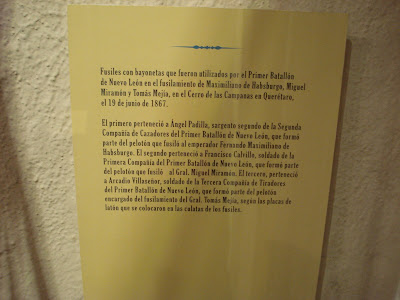 Fusiles con bayonetas que fueron utilizados por el Primer Batallón
de Nuevo León en el fusilamiento de Maximiliano de Habsburgo, Miguel
Miramón y Tomás Mejía, en el Cerro de las Campanas en Querétaro,
el 19 de junio de 1867.
El primero perteneció a Ángel Padilla, sargento segundo de la Segunda
Compañía de Cazadores del Primer Batallón de Nuevo León, que formó
parte del pelotón que fusiló al emperador Fernando Maximiliano de
Habsburgo. El segundo perteneció a Francisco Calvillo, soldado de la
Primera Compañía del Primer Batallón de Nuevo León, que formó parte
del pelotón que fusiló al Gral. Miguel Miramón. El tercero, perteneció
a Arcadio Villaseñor, soldado de la Tercera Compañía de Tiradores
del Primer Batallón de Nuevo León, que formó parte del pelotón
encargado del fusilamiento del Gral. Tomás Mejía, según las placas de
latón que se colocaron en las culatas de los fusiles.